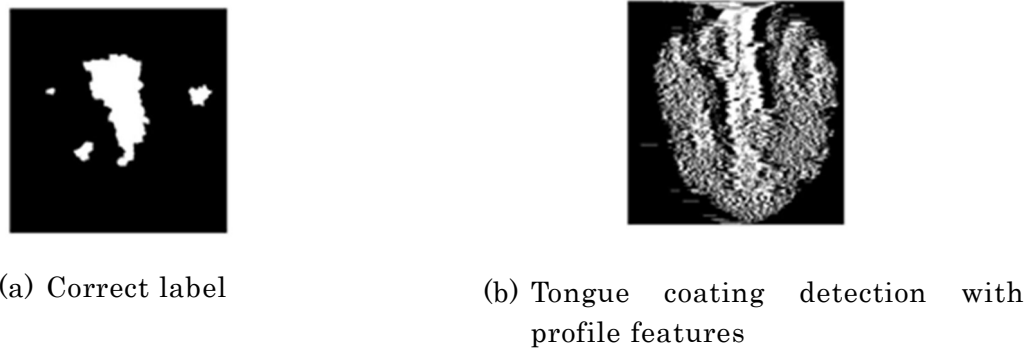 (a) Correct label
(b) Tongue coating detection with
profile features